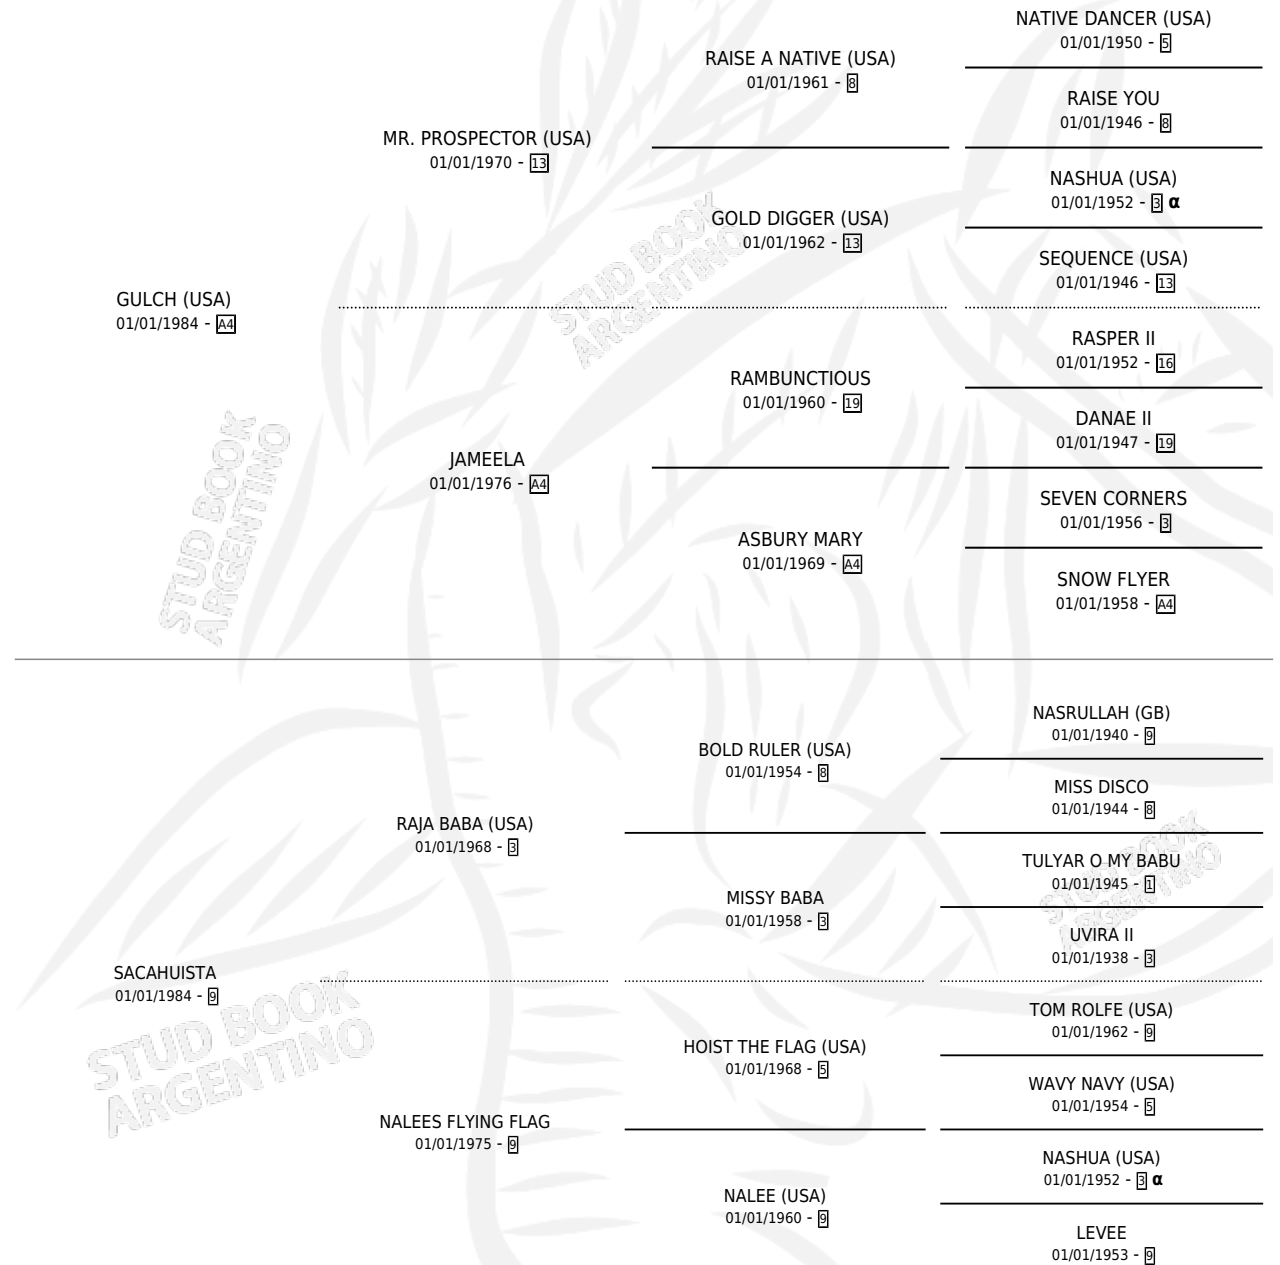 NATIVE DANCER (USA)
01/01/1950 - 5
RAISE A NATIVE (USA)
01/01/1961 - 8
RAISE YOU
01/01/1946 - 8
MR. PROSPECTOR (USA)
01/01/1970 - 13
NASHUA (USA)
01/01/1952 - 3 α
GOLD DIGGER (USA)
01/01/1962 - 13
SEQUENCE (USA)
01/01/1946 - 13
GULCH (USA)
01/01/1984 - A4
RASPER II
01/01/1952 - 16
RAMBUNCTIOUS
01/01/1960 - 19
DANAE II
01/01/1947 - 19
JAMEELA
01/01/1976 - A4
SEVEN CORNERS
01/01/1956 - 3
ASBURY MARY
01/01/1969 - A4
SNOW FLYER
01/01/1958 - A4
NASRULLAH (GB)
01/01/1940 - 9
BOLD RULER (USA)
01/01/1954 - 8
MISS DISCO
01/01/1944 - 8
RAJA BABA (USA)
01/01/1968 - 3
TULYAR O MY BABU
01/01/1945 - 1
MISSY BABA
01/01/1958 - 3
UVIRA II
01/01/1938 - 3
SACAHUISTA
01/01/1984 - 9
TOM ROLFE (USA)
01/01/1962 - 9
HOIST THE FLAG (USA)
01/01/1968 - 5
WAVY NAVY (USA)
01/01/1954 - 5
NALEES FLYING FLAG
01/01/1975 - 9
NASHUA (USA)
01/01/1952 - 3 α
NALEE (USA)
01/01/1960 - 9
LEVEE
01/01/1953 - 9
STUD BOOK
ARGENTINO
STUD BOOK
ARGENTINO
STUD BOOK
ARGENTINO
STUD BOOK
ARGENTINO